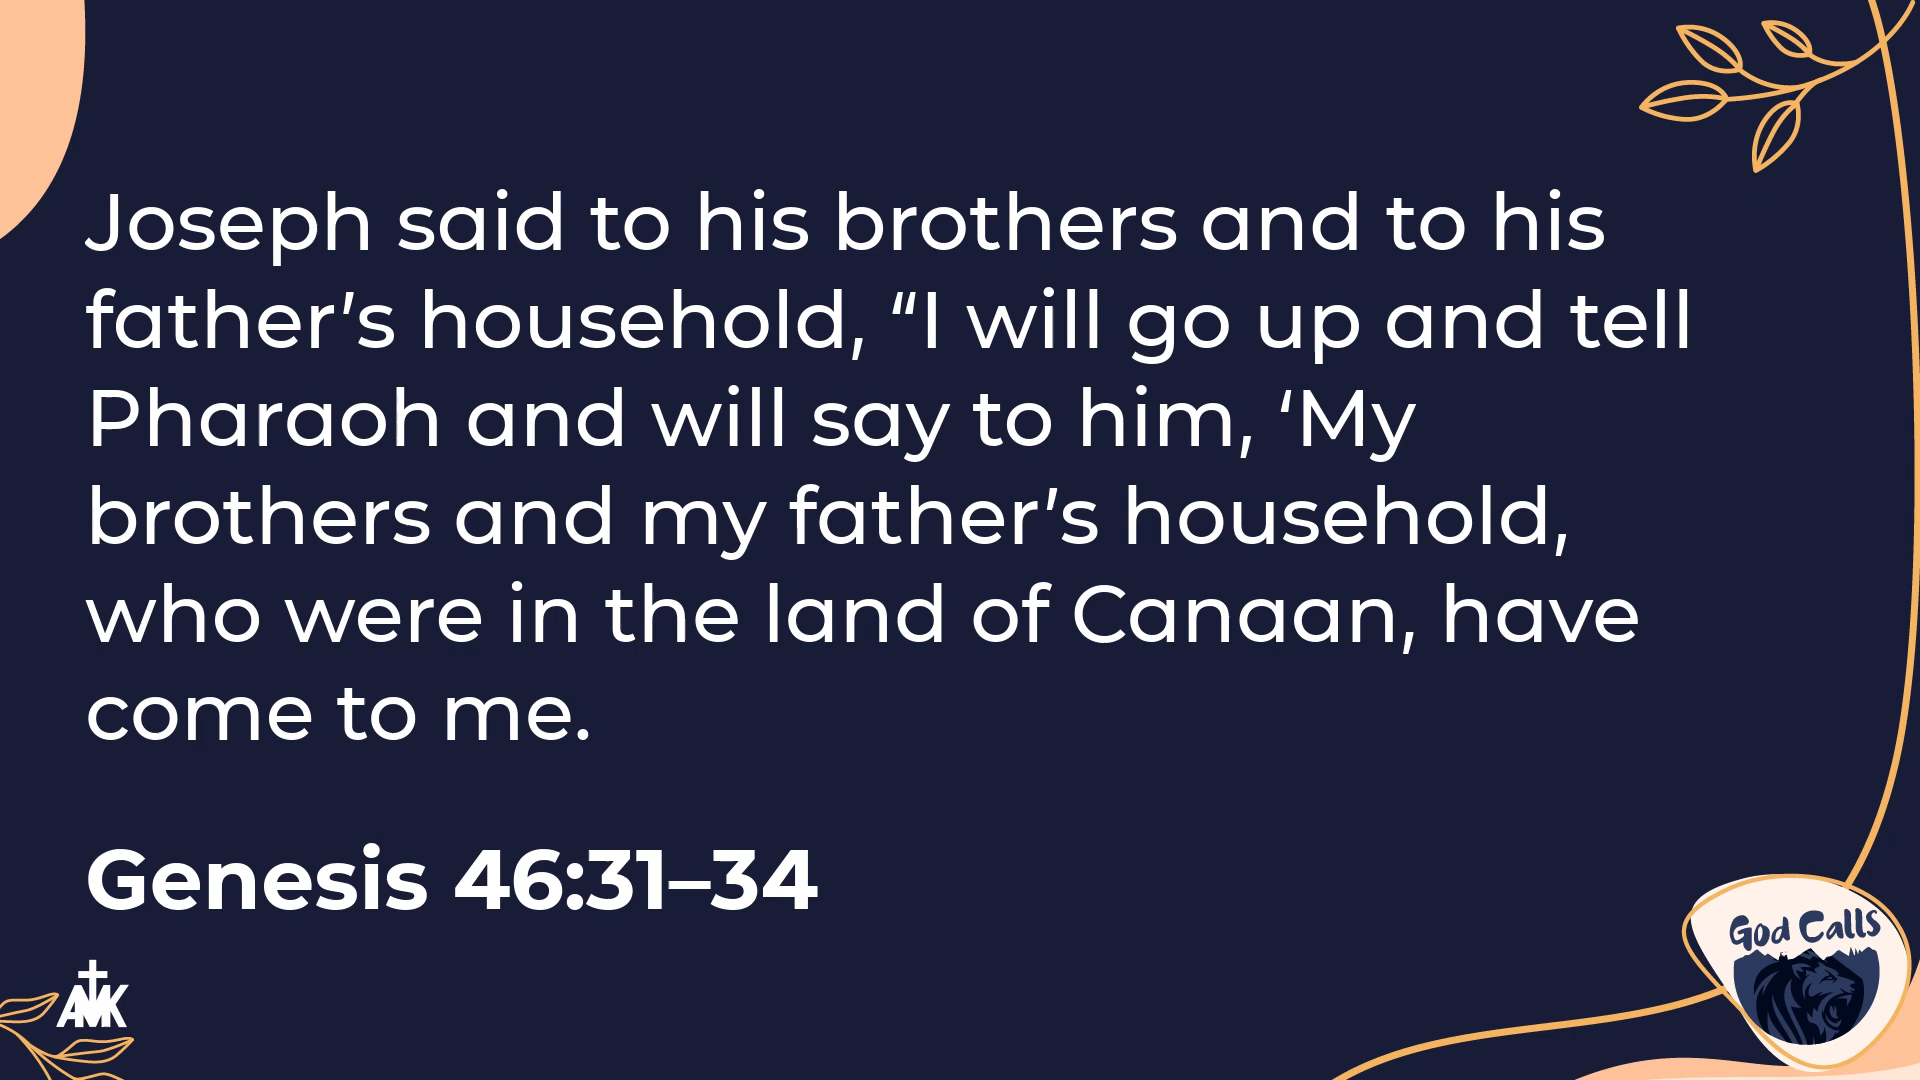 Joseph said to his brothers and to his
father’s household, “I will go up and tell
Pharaoh and will say to him, ‘My
brothers and my father’s household,
who were in the land of Canaan, have
come to me.
Genesis 46:31–34
AMK
God Calls